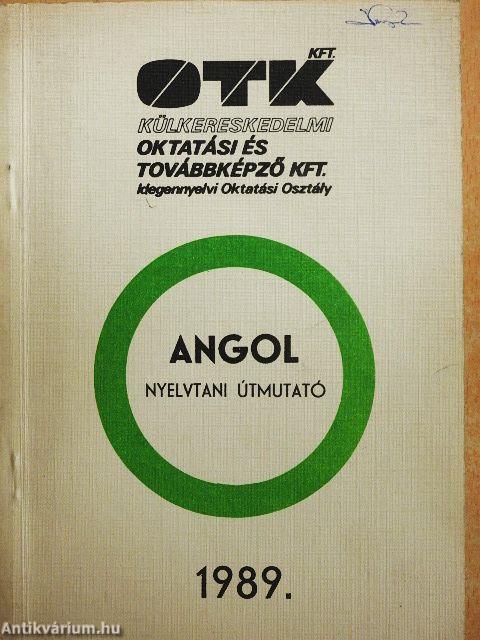 OTK KFT.
KÜLKERESKEDELMI
OKTATÁSI ÉS
TOVÁBBKÉPZŐ KFT.
Idegennyelvi Oktatási Osztály
ANGOL
NYELVTANI ÚTMUTATÓ
1989.
Antikvárium.hu